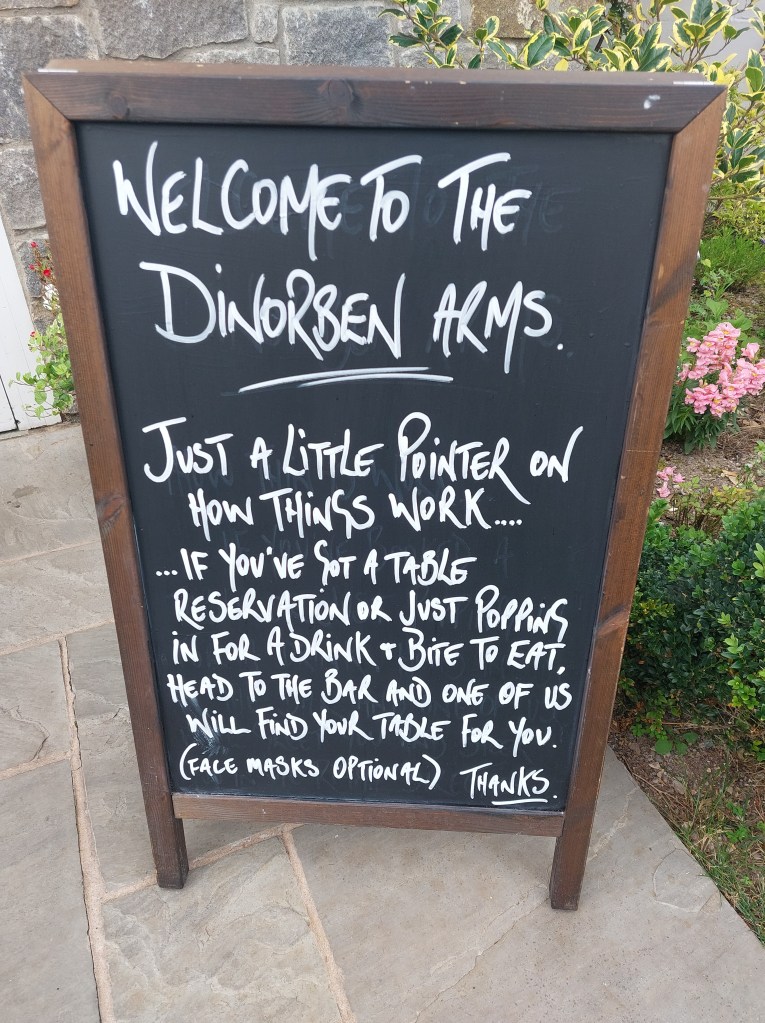 WELCOME TO THE
DINORBEN ARMS.
JUST A LITTLE POINTER ON
HOW THINGS WORK....
...IF YOU'VE GOT A TABLE
RESERVATION OR JUST POPPING
IN FOR A DRINK + BITE TO EAT,
HEAD TO THE BAR AND ONE OF US
WILL FIND YOUR TABLE FOR YOU.
(FACE MASKS OPTIONAL) THANKS.